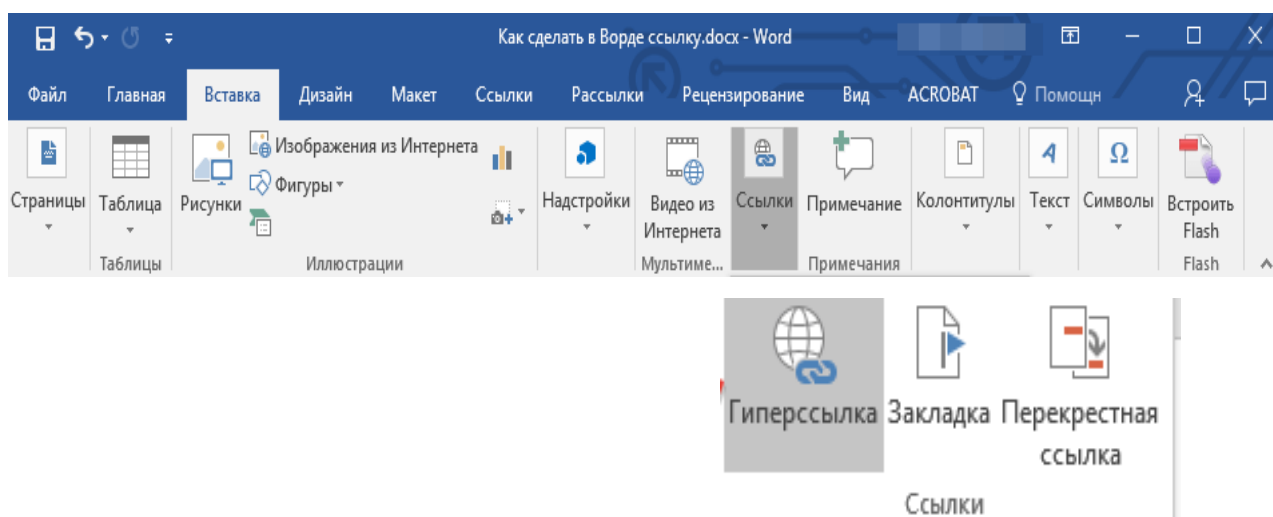 Как сделать в Ворде ссылку.docx - Word
Файл Главная Вставка Дизайн Макет Ссылки Рассылки Рецензирование Вид ACROBAT Помощн
Изображения из Интернета
Фигуры
Страницы Таблица Рисунки Надстройки Видео из Интернета Ссылки Примечание Колонтитулы Текст Символы Встроить Flash
Таблицы Иллюстрации Мультиме... Примечания Flash
Гиперссылка Закладка Перекрестная
ссылка
Ссылки